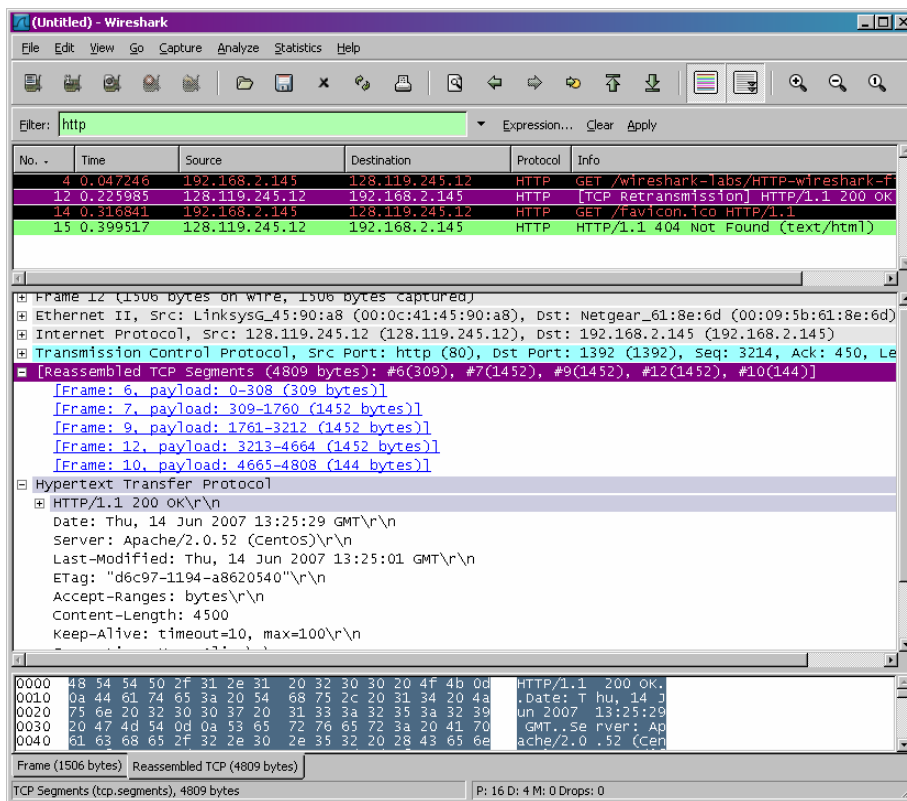 (Untitled) - Wireshark
File Edit View Go Capture Analyze Statistics Help
Filter: http Expression... Clear Apply
No. - Time Source Destination Protocol Info
4 0.047246 192.168.2.145 128.119.245.12 HTTP GET /wireshark-labs/HTTP-wireshark-f
12 0.225985 128.119.245.12 192.168.2.145 HTTP [TCP Retransmission] HTTP/1.1 200 OK
14 0.316841 192.168.2.145 128.119.245.12 HTTP GET /favicon.ico HTTP/1.1
15 0.399517 128.119.245.12 192.168.2.145 HTTP HTTP/1.1 404 Not Found (text/html)
Frame 12 (1506 bytes on wire, 1506 bytes captured)
Ethernet II, Src: LinksysG_45:90:a8 (00:0c:41:45:90:a8), Dst: Netgear_61:8e:6d (00:09:5b:61:8e:6d)
Internet Protocol, Src: 128.119.245.12 (128.119.245.12), Dst: 192.168.2.145 (192.168.2.145)
Transmission Control Protocol, Src Port: http (80), Dst Port: 1392 (1392), Seq: 3214, Ack: 450, Le
[Reassembled TCP Segments (4809 bytes): #6(309), #7(1452), #9(1452), #12(1452), #10(144)]
[Frame: 6, payload: 0-308 (309 bytes)]
[Frame: 7, payload: 309-1760 (1452 bytes)]
[Frame: 9, payload: 1761-3212 (1452 bytes)]
[Frame: 12, payload: 3213-4664 (1452 bytes)]
[Frame: 10, payload: 4665-4808 (144 bytes)]
Hypertext Transfer Protocol
HTTP/1.1 200 OK\r\n
Date: Thu, 14 Jun 2007 13:25:29 GMT\r\n
Server: Apache/2.0.52 (CentOS)\r\n
Last-Modified: Thu, 14 Jun 2007 13:25:01 GMT\r\n
ETag: "d6c97-1194-a8620540"\r\n
Accept-Ranges: bytes\r\n
Content-Length: 4500
Keep-Alive: timeout=10, max=100\r\n
0000 48 54 54 50 2f 31 2e 31 20 32 30 30 20 4f 4b 0d HTTP/1.1 200 OK.
0010 0a 44 61 74 65 3a 20 54 68 75 2c 20 31 34 20 4a .Date: T hu, 14 J
0020 75 6e 20 32 30 30 37 20 31 33 3a 32 35 3a 32 39 un 2007 13:25:29
0030 20 47 4d 54 0d 0a 53 65 72 76 65 72 3a 20 41 70 GMT..Se rver: Ap
0040 61 63 68 65 2f 32 2e 30 2e 35 32 20 28 43 65 6e ache/2.0 .52 (Cen
Frame (1506 bytes) Reassembled TCP (4809 bytes)
TCP Segments (tcp.segments), 4809 bytes P: 16 D: 4 M: 0 Drops: 0